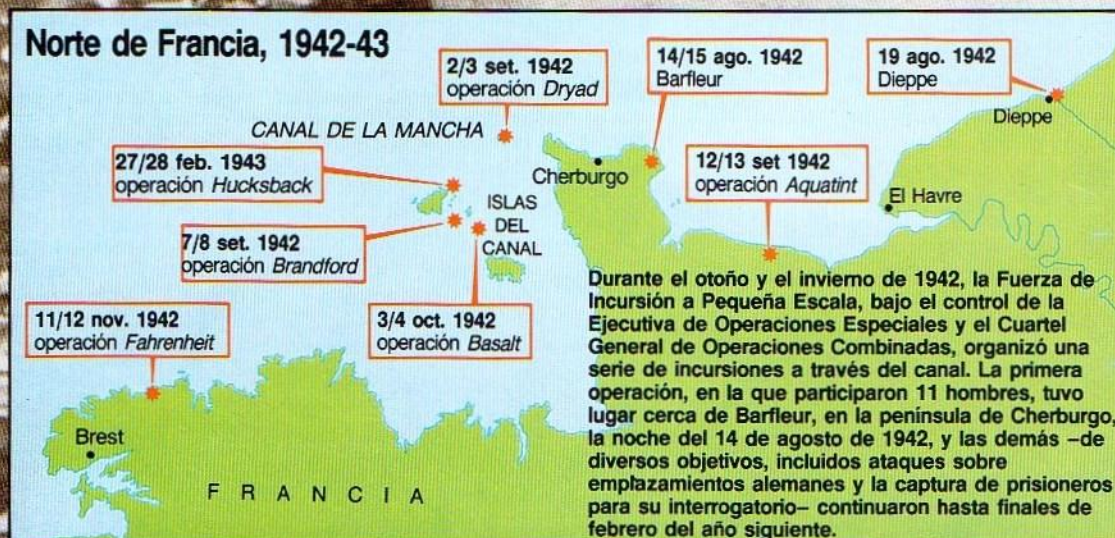 Norte de Francia, 1942-43
2/3 set. 1942
operación Dryad
14/15 ago. 1942
Barfleur
19 ago. 1942
Dieppe
Dieppe
CANAL DE LA MANCHA
27/28 feb. 1943
operación Hucksback
Cherburgo
12/13 set 1942
operación Aquatint
El Havre
ISLAS
DEL
CANAL
7/8 set. 1942
operación Brandford
11/12 nov. 1942
operación Fahrenheit
3/4 oct. 1942
operación Basalt
Brest
FRANCIA
Durante el otoño y el invierno de 1942, la Fuerza de
Incursión a Pequeña Escala, bajo el control de la
Ejecutiva de Operaciones Especiales y el Cuartel
General de Operaciones Combinadas, organizó una
serie de incursiones a través del canal. La primera
operación, en la que participaron 11 hombres, tuvo
lugar cerca de Barfleur, en la península de Cherburgo,
la noche del 14 de agosto de 1942, y las demás –de
diversos objetivos, incluidos ataques sobre
emplazamientos alemanes y la captura de prisioneros
para su interrogatorio– continuaron hasta finales de
febrero del año siguiente.